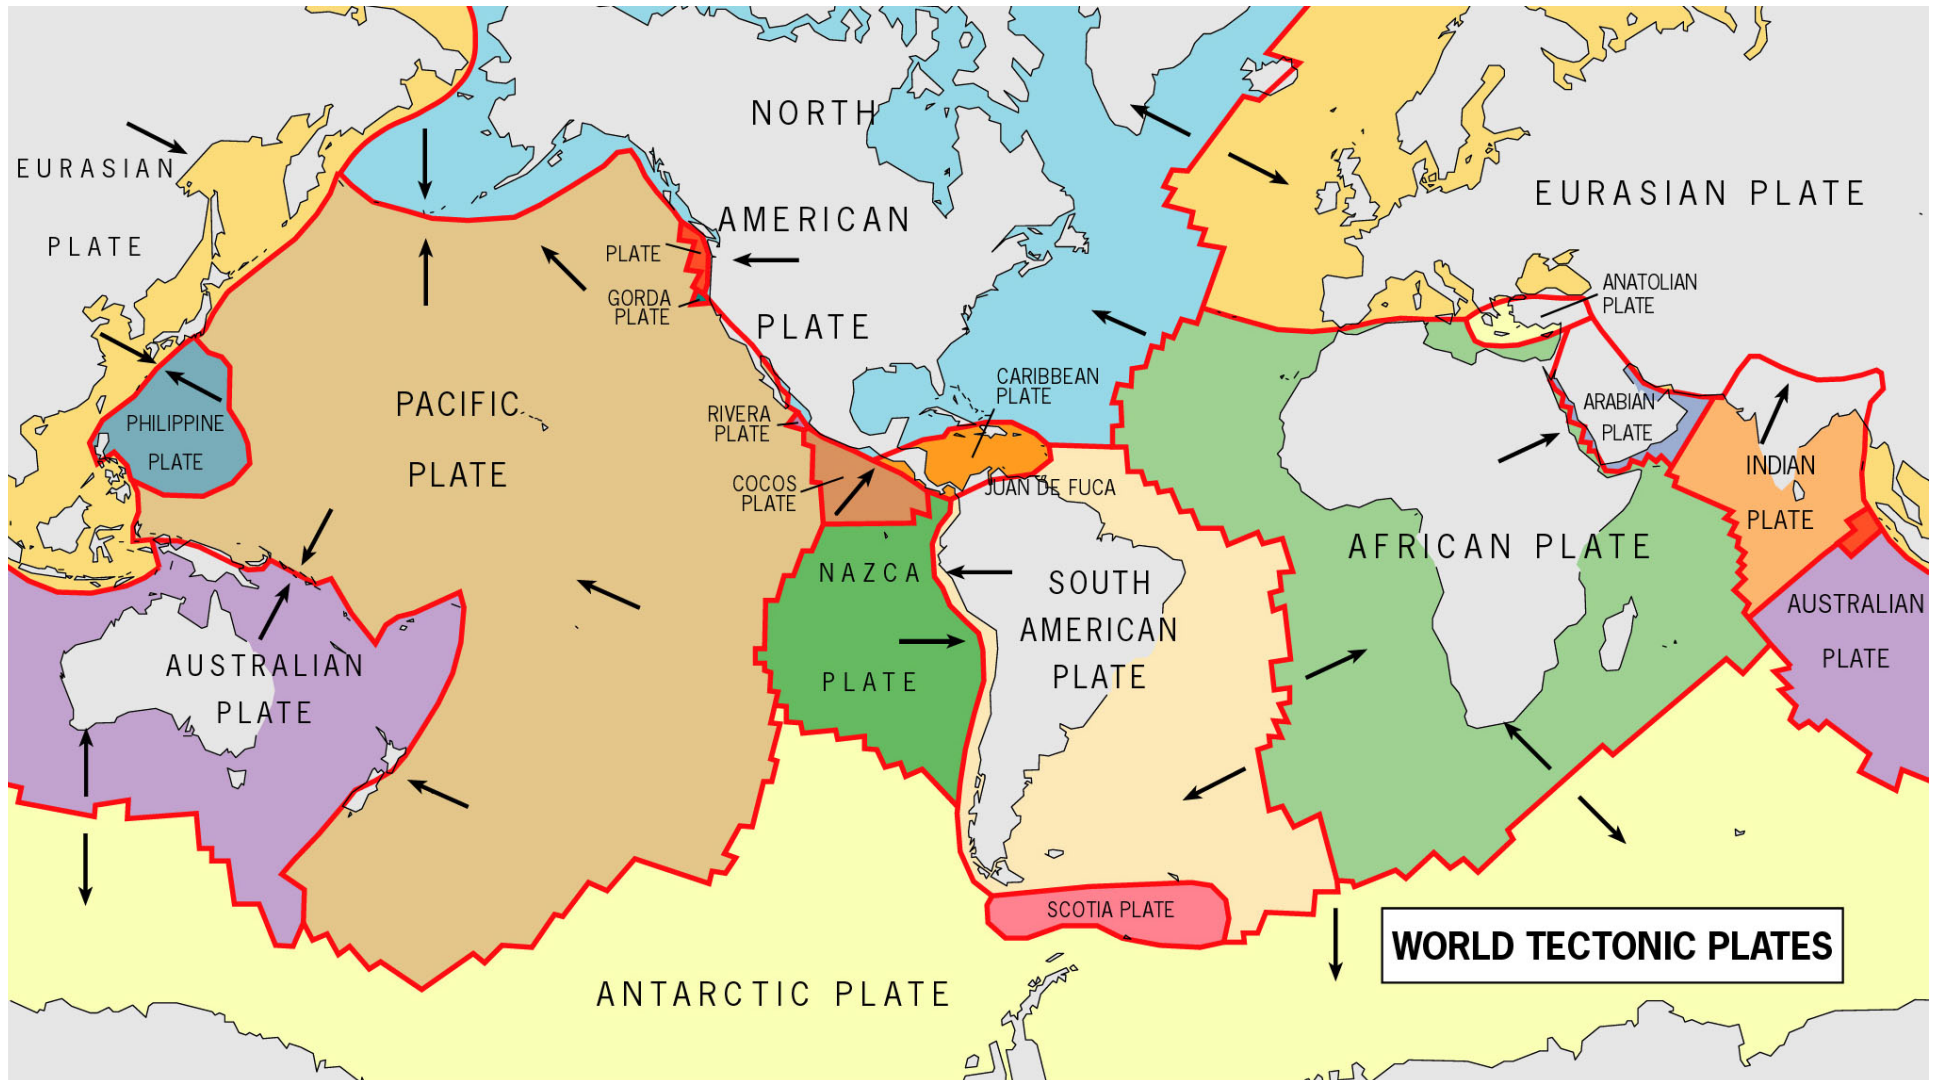 NORTH
AMERICAN
PLATE
EURASIAN
PLATE
EURASIAN PLATE
PLATE
GORDA
PLATE
ANATOLIAN
PLATE
CARIBBEAN
PLATE
PACIFIC
PLATE
PHILIPPINE
PLATE
RIVERA
PLATE
COCOS
PLATE
JUAN DE FUCA
ARABIAN
PLATE
INDIAN
PLATE
AFRICAN PLATE
NAZCA
PLATE
SOUTH
AMERICAN
PLATE
AUSTRALIAN
PLATE
AUSTRALIAN
PLATE
SCOTIA PLATE
ANTARCTIC PLATE
WORLD TECTONIC PLATES